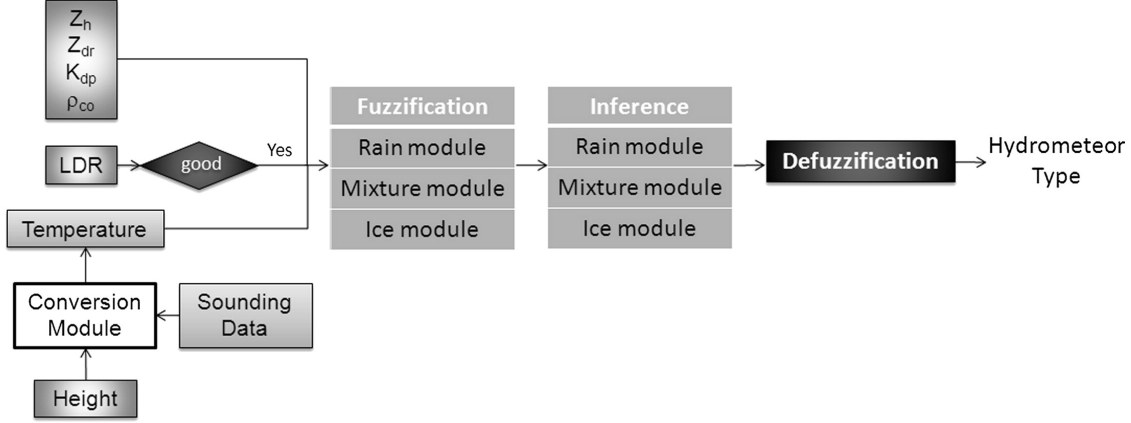 Zh
Zdr
Kdp
ρco
LDR
good
Yes
Temperature
Conversion
Module
Sounding
Data
Height
Fuzzification
Rain module
Mixture module
Ice module
Inference
Rain module
Mixture module
Ice module
Defuzzification
Hydrometeor
Type